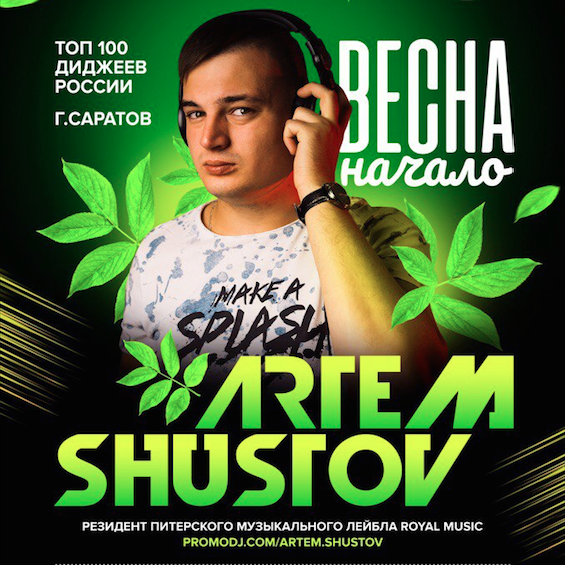 ТОП 100
ДИДЖЕЕВ
РОССИИ
Г.САРАТОВ
ВЕСНА
начало
MAKE A
SPLASH
ARTEM
SHUSTOV
РЕЗИДЕНТ ПИТЕРСКОГО МУЗЫКАЛЬНОГО ЛЕЙБЛА ROYAL MUSIC
PROMODJ.COM/ARTEM.SHUSTOV